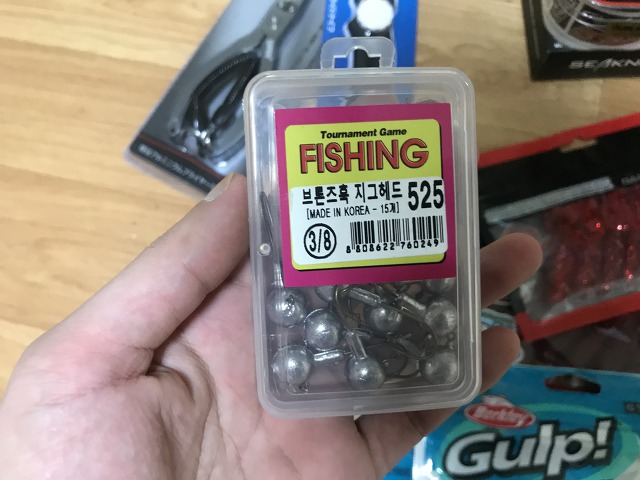 Tournament Game
FISHING
브론즈훅 지그헤드 525
[MADE IN KOREA - 15개]
3/8
8 808622 760249
Berkley
Gulp!